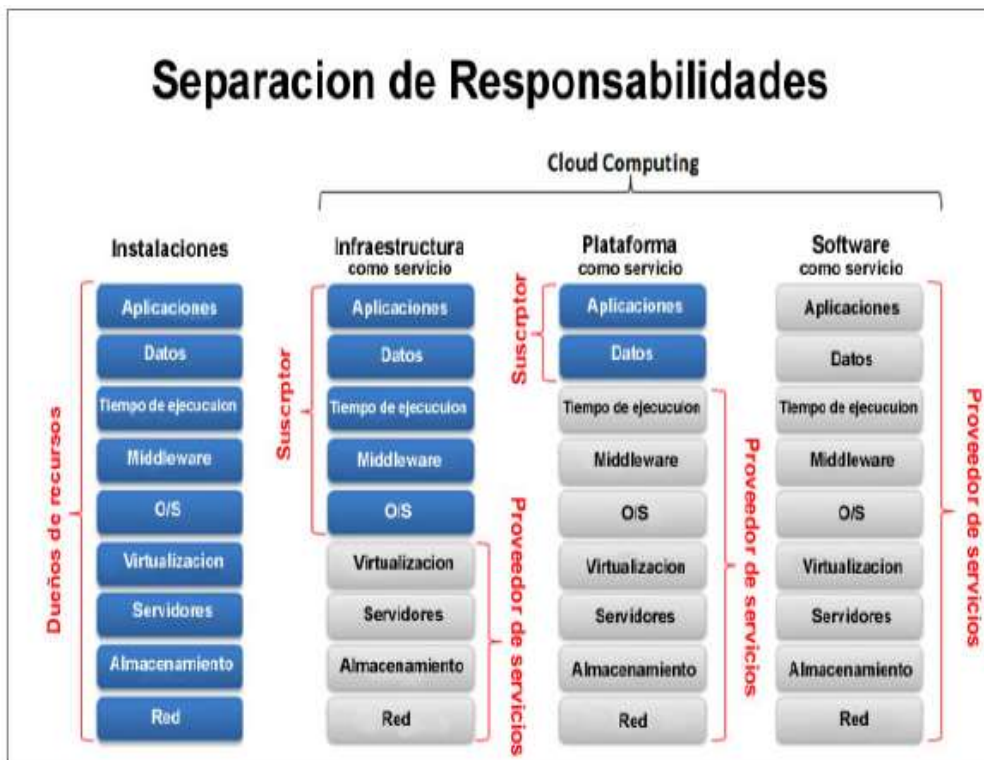 Separacion de Responsabilidades
Cloud Computing
Instalaciones
Aplicaciones
Datos
Tiempo de ejecucuion
Middleware
O/S
Virtualizacion
Servidores
Almacenamiento
Red
Dueños de recursos
Infraestructura
como servicio
Aplicaciones
Datos
Tiempo de ejecucuion
Middleware
O/S
Virtualizacion
Servidores
Almacenamiento
Red
Suscrptor
Proveedor de servicios
Plataforma
como servicio
Aplicaciones
Datos
Tiempo de ejecucuion
Middleware
O/S
Virtualizacion
Servidores
Almacenamiento
Red
Suscrptor
Proveedor de servicios
Software
como servicio
Aplicaciones
Datos
Tiempo de ejecucuion
Middleware
O/S
Virtualizacion
Servidores
Almacenamiento
Red
Proveedor de servicios